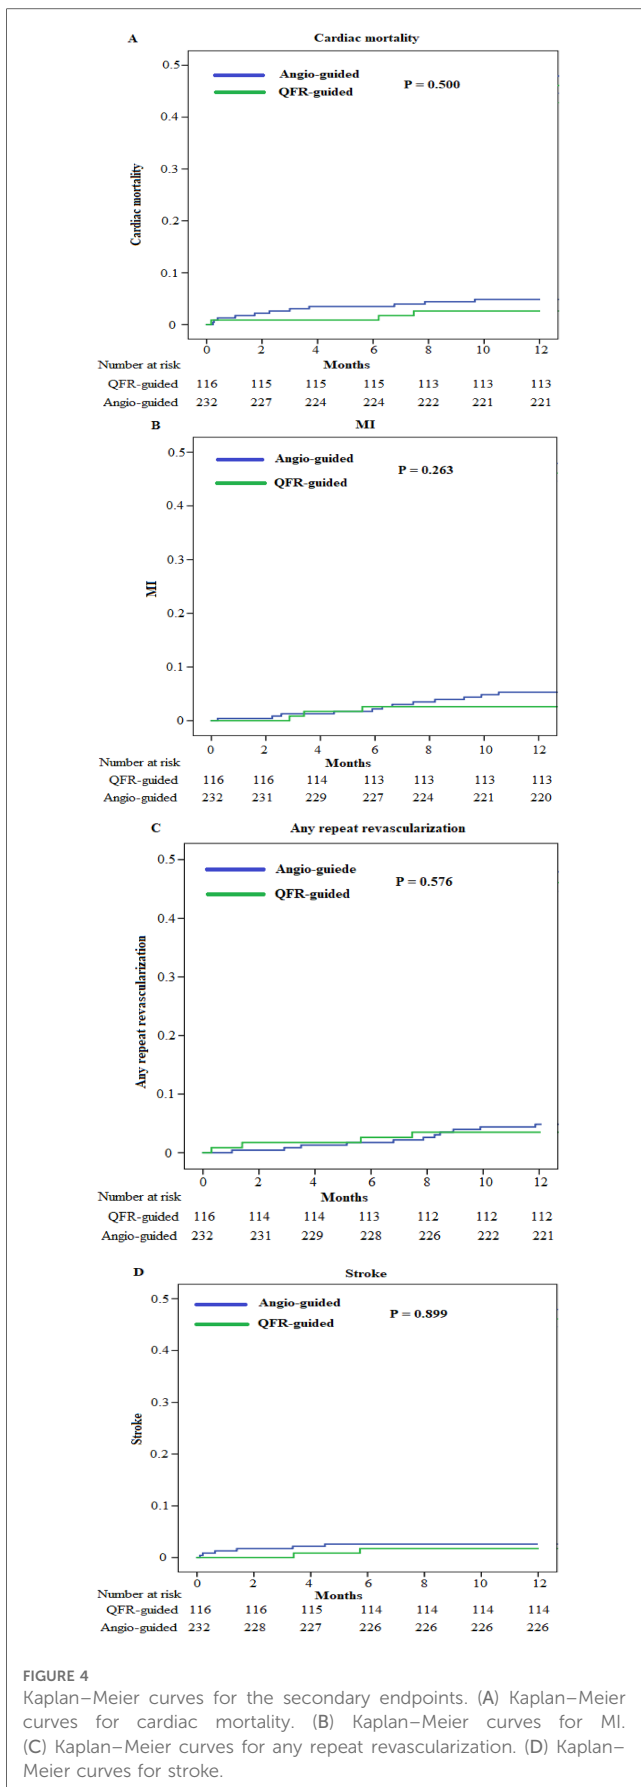 A
Cardiac mortality
0.5
Angio-guided
QFR-guided
P = 0.500
0.4
0.3
Cardiac mortality
0.2
0.1
0
0 2 4 6 8 10 12
Number at risk
Months
QFR-guided 116 115 115 115 113 113 113
Angio-guided 232 227 224 224 222 221 221
B
MI
0.5
Angio-guided
QFR-guided
P = 0.263
0.4
0.3
MI
0.2
0.1
0
0 2 4 6 8 10 12
Number at risk
Months
QFR-guided 116 116 114 113 113 113 113
Angio-guided 232 231 229 227 224 221 220
C
Any repeat revascularization
0.5
Angio-guiede
QFR-guided
P = 0.576
0.4
0.3
Any repeat revascularization
0.2
0.1
0
0 2 4 6 8 10 12
Number at risk
Months
QFR-guided 116 114 114 113 112 112 112
Angio-guided 232 231 229 228 226 222 221
D
Stroke
0.5
Angio-guided
QFR-guided
P = 0.899
0.4
0.3
Stroke
0.2
0.1
0
0 2 4 6 8 10 12
Number at risk
Months
QFR-guided 116 116 115 114 114 114 114
Angio-guided 232 228 227 226 226 226 226
FIGURE 4
Kaplan–Meier curves for the secondary endpoints. (A) Kaplan–Meier
curves for cardiac mortality. (B) Kaplan–Meier curves for MI.
(C) Kaplan–Meier curves for any repeat revascularization. (D) Kaplan–
Meier curves for stroke.